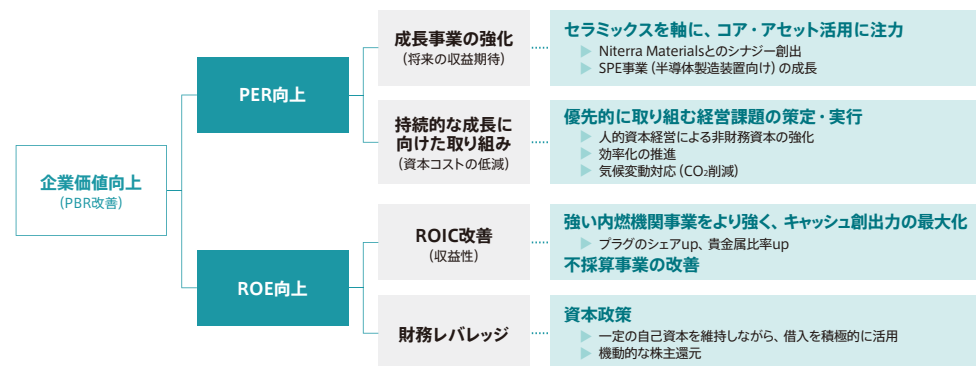 企業価値向上
(PBR改善)
PER向上
成長事業の強化
(将来の収益期待)
セラミックスを軸に、コア・アセット活用に注力
▶ Niterra Materialsとのシナジー創出
▶ SPE事業(半導体製造装置向け)の成長
持続的な成長に
向けた取り組み
(資本コストの低減)
優先的に取り組む経営課題の策定・実行
▶ 人的資本経営による非財務資本の強化
▶ 効率化の推進
▶ 気候変動対応(CO₂削減)
ROE向上
ROIC改善
(収益性)
強い内燃機関事業をより強く、キャッシュ創出力の最大化
▶ プラグのシェアup、貴金属比率up
不採算事業の改善
財務レバレッジ
資本政策
▶ 一定の自己資本を維持しながら、借入を積極的に活用
▶ 機動的な株主還元